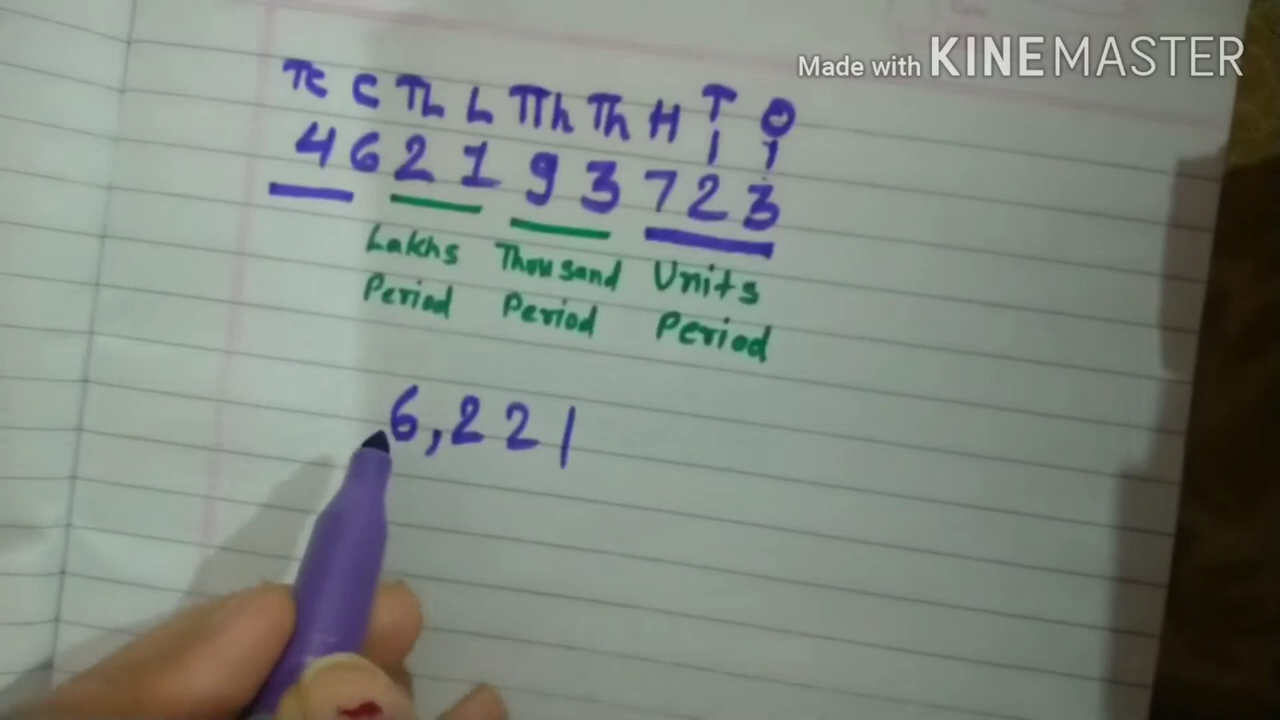 Made with KINEMASTER
TC C TL L TTh Th H T O
4 6 2 1 9 3 7 2 3
Lakhs Thousand Units
Period Period Period
6,221